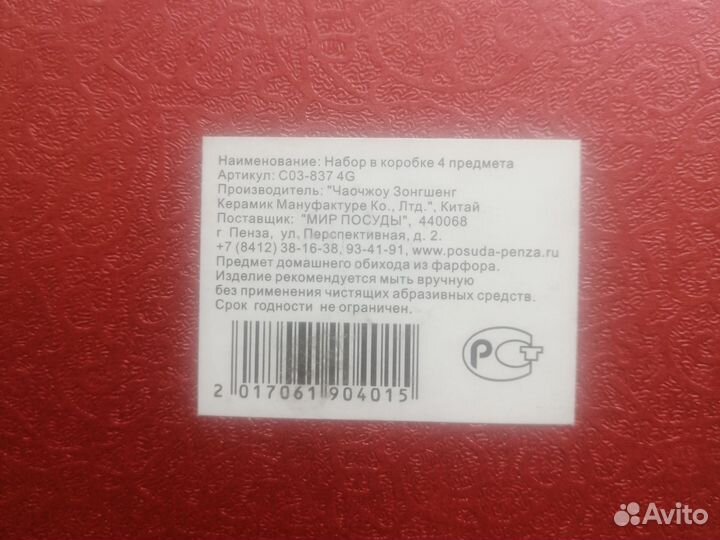 Наименование: Набор в коробке 4 предмета
Артикул: C03-837 4G
Производитель: "Чаочжоу Зонгшенг
Керамик Мануфактуре Ко., Лтд.", Китай
Поставщик: "МИР ПОСУДЫ", 440068
г Пенза, ул. Перспективная, д. 2.
+7 (8412) 38-16-38, 93-41-91, www.posuda-penza.ru
Предмет домашнего обихода из фарфора.
Изделие рекомендуется мыть вручную
без применения чистящих абразивных средств.
Срок годности не ограничен.
РСТ
2 017061 904015
Avito